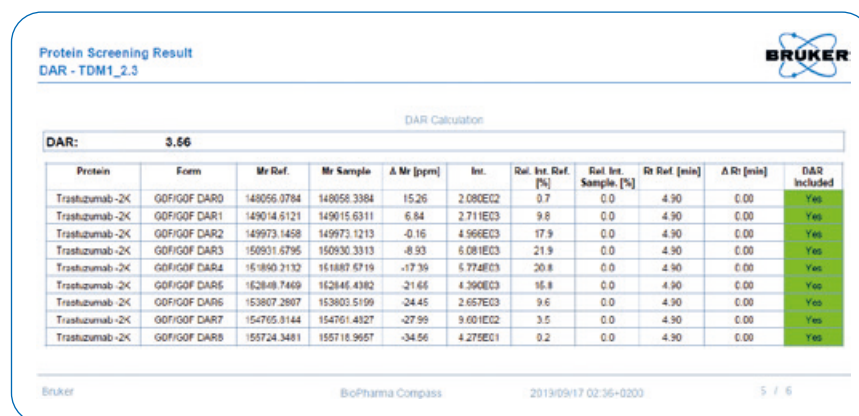 Protein Screening Result
DAR - TDM1_2.3
BRUKER
DAR Calculation
DAR: 3.56
Protein Form Mr Ref. Mr Sample Δ Mr [ppm] Int. Rel. Int. Ref. [%] Rel. Int. Sample. [%] Rt Ref. [min] Δ Rt [min] DAR Included
Trastuzumab-2K G0F/G0F DAR0 148056.0784 148058.3384 15.26 2.080E02 0.7 0.0 4.90 0.00 Yes
Trastuzumab-2K G0F/G0F DAR1 149014.6121 149015.6311 6.84 2.711E03 9.8 0.0 4.90 0.00 Yes
Trastuzumab-2K G0F/G0F DAR2 149973.1458 149973.1213 -0.16 4.966E03 17.9 0.0 4.90 0.00 Yes
Trastuzumab-2K G0F/G0F DAR3 150931.6795 150930.3313 -8.93 6.081E03 21.9 0.0 4.90 0.00 Yes
Trastuzumab-2K G0F/G0F DAR4 151890.2132 151887.5719 -17.39 5.774E03 20.8 0.0 4.90 0.00 Yes
Trastuzumab-2K G0F/G0F DAR5 152848.7469 152845.4382 -21.65 4.390E03 15.8 0.0 4.90 0.00 Yes
Trastuzumab-2K G0F/G0F DAR6 153807.2807 153803.5199 -24.45 2.657E03 9.6 0.0 4.90 0.00 Yes
Trastuzumab-2K G0F/G0F DAR7 154765.8144 154761.4827 -27.99 9.601E02 3.5 0.0 4.90 0.00 Yes
Trastuzumab-2K G0F/G0F DAR8 155724.3481 155718.9657 -34.56 4.275E01 0.2 0.0 4.90 0.00 Yes
Bruker BioPharma Compass 2019/09/17 02:36+0200 5 / 6